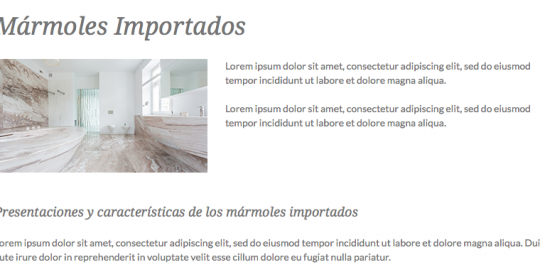 Mármoles Importados
Lorem ipsum dolor sit amet, consectetur adipiscing elit, sed do eiusmod
tempor incididunt ut labore et dolore magna aliqua.
Lorem ipsum dolor sit amet, consectetur adipiscing elit, sed do eiusmod
tempor incididunt ut labore et dolore magna aliqua.
Presentaciones y características de los mármoles importados
orem ipsum dolor sit amet, consectetur adipiscing elit, sed do eiusmod tempor incididunt ut labore et dolore magna aliqua. Dui
ute irure dolor in reprehenderit in voluptate velit esse cillum dolore eu fugiat nulla pariatur.